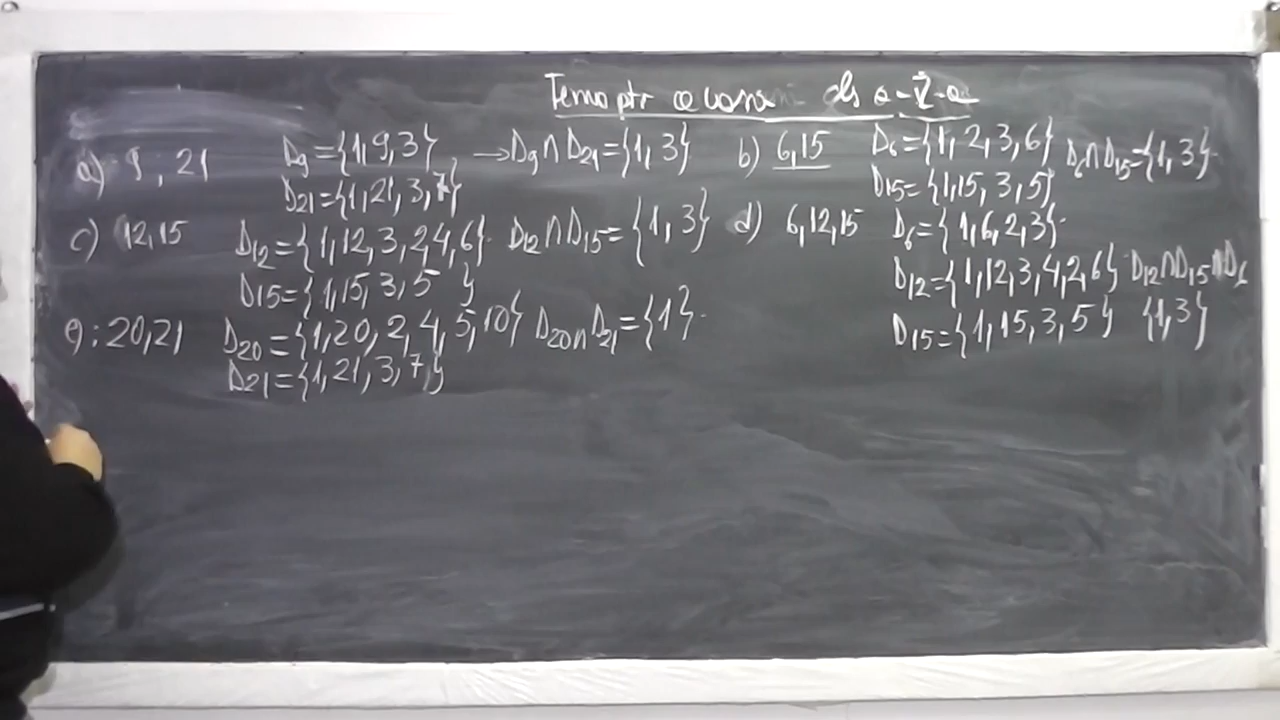 Tema ptr acasa cls a-V-a
a) 9 ; 21 D₉={1,9,3} →D₉∩D₂₁={1,3} b) 6,15 D₆={1,2,3,6} D₆∩D₁₅={1,3}.
D₂₁={1,21,3,7} D₁₅={1,15,3,5}
c) 12,15 D₁₂={1,12,3,2,4,6}. D₁₂∩D₁₅={1,3} d) 6,12,15 D₆={1,6,2,3}.
D₁₅={1,15,3,5} D₁₂={1,12,3,4,2,6} D₁₂∩D₁₅∩D₆
e): 20,21 D₂₀={1,20,2,4,5,10} D₂₀∩D₂₁={1}. D₁₅={1,15,3,5} {1,3}
D₂₁={1,21,3,7,}